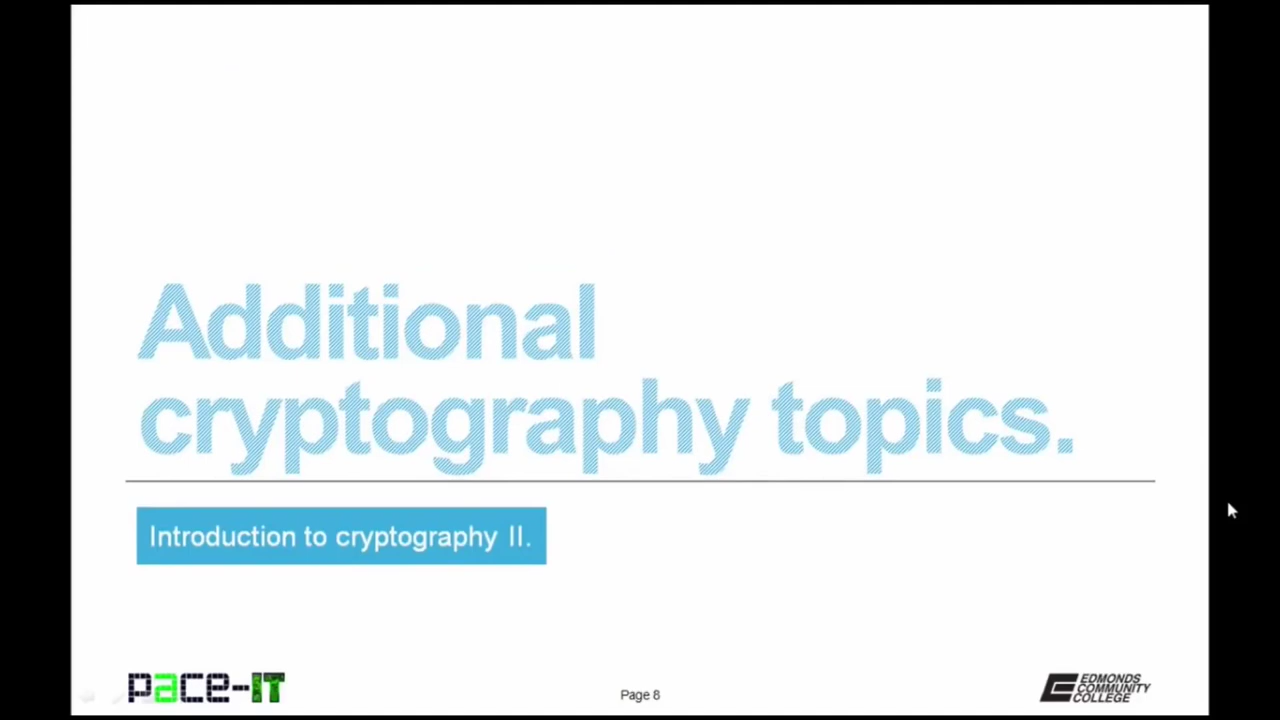 Additional
cryptography topics.
Introduction to cryptography II.
pace-IT
Page 8
EDMONDS
COMMUNITY
COLLEGE